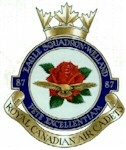 EAGLE SQUADRON-WELLAND
87 87
PETE EXCELLENTIAM
ROYAL CANADIAN AIR CADETS